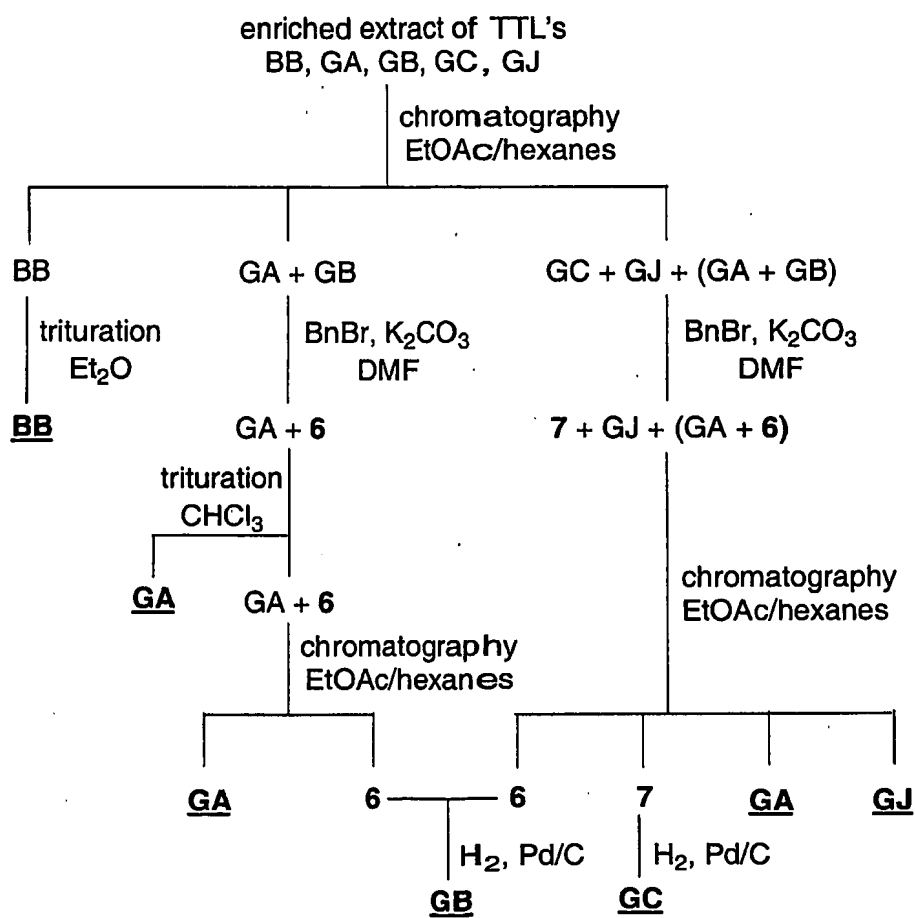 enriched extract of TTL's
BB, GA, GB, GC, GJ
chromatography
EtOAc/hexanes
BB
GA + GB
GC + GJ + (GA + GB)
trituration
Et₂O
BnBr, K₂CO₃
DMF
BnBr, K₂CO₃
DMF
BB
GA + 6
7 + GJ + (GA + 6)
trituration
CHCl₃
GA
GA + 6
chromatography
EtOAc/hexanes
chromatography
EtOAc/hexanes
GA
6
6
7
GA
GJ
H₂, Pd/C
H₂, Pd/C
GB
GC